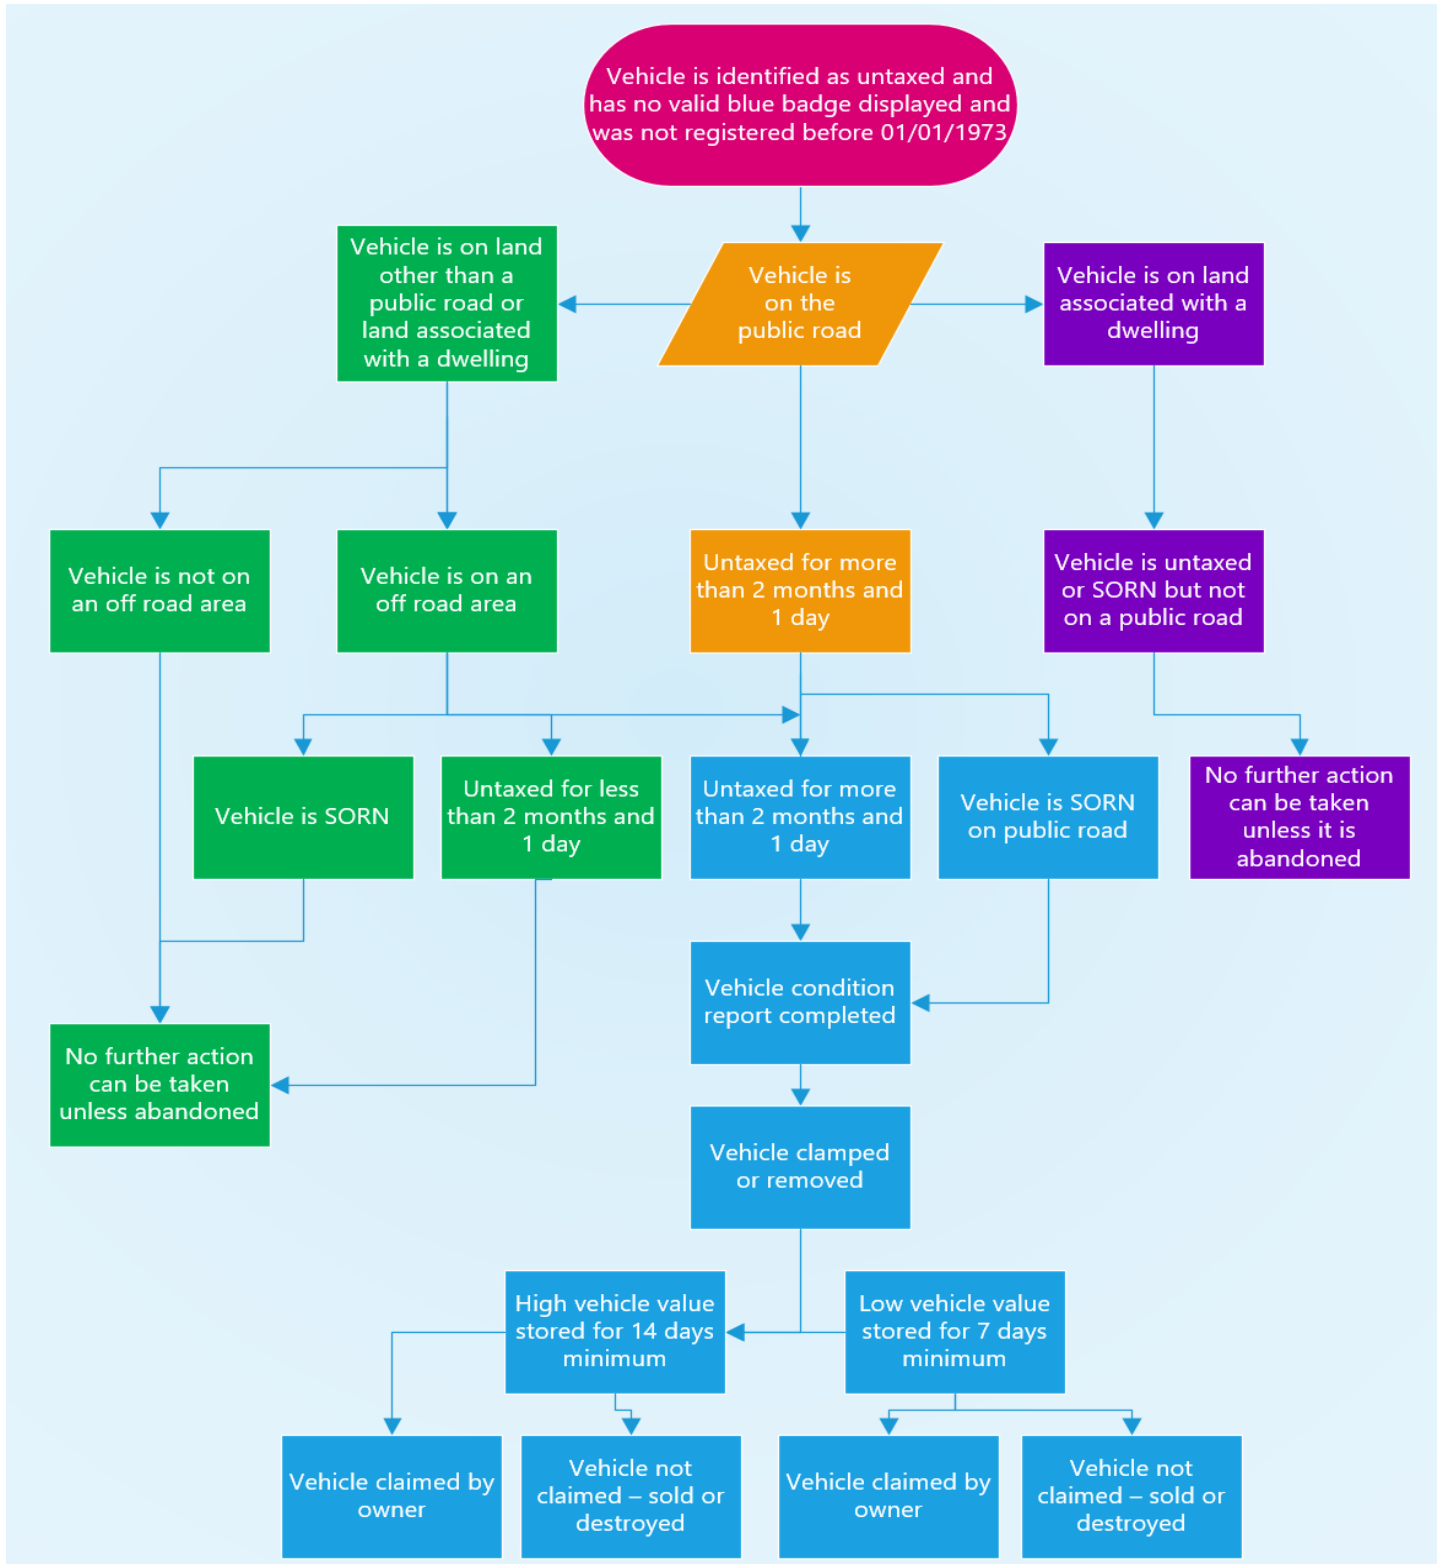 Vehicle is identified as untaxed and
has no valid blue badge displayed and
was not registered before 01/01/1973
Vehicle is on land
other than a
public road or
land associated
with a dwelling
Vehicle is
on the
public road
Vehicle is on land
associated with a
dwelling
Vehicle is not on
an off road area
Vehicle is on an
off road area
Untaxed for more
than 2 months and
1 day
Vehicle is untaxed
or SORN but not
on a public road
Vehicle is SORN
Untaxed for less
than 2 months and
1 day
Untaxed for more
than 2 months and
1 day
Vehicle is SORN
on public road
No further action
can be taken
unless it is
abandoned
Vehicle condition
report completed
No further action
can be taken
unless abandoned
Vehicle clamped
or removed
High vehicle value
stored for 14 days
minimum
Low vehicle value
stored for 7 days
minimum
Vehicle claimed by
owner
Vehicle not
claimed – sold or
destroyed
Vehicle claimed by
owner
Vehicle not
claimed – sold or
destroyed